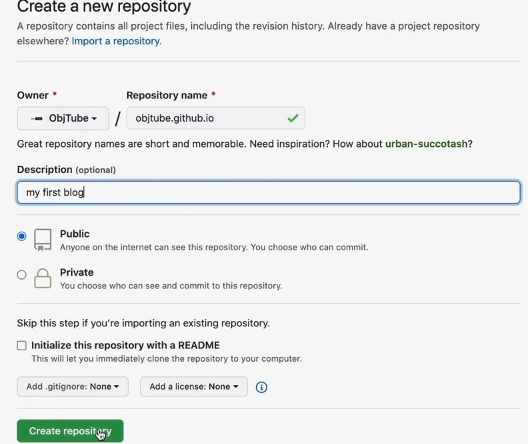 Create a new repository
A repository contains all project files, including the revision history. Already have a project repository
elsewhere? Import a repository.
Owner * Repository name *
ObjTube / objtube.github.io
Great repository names are short and memorable. Need inspiration? How about urban-succotash?
Description (optional)
my first blog
Public
Anyone on the internet can see this repository. You choose who can commit.
Private
You choose who can see and commit to this repository.
Skip this step if you're importing an existing repository.
Initialize this repository with a README
This will let you immediately clone the repository to your computer.
Add .gitignore: None Add a license: None
Create repository